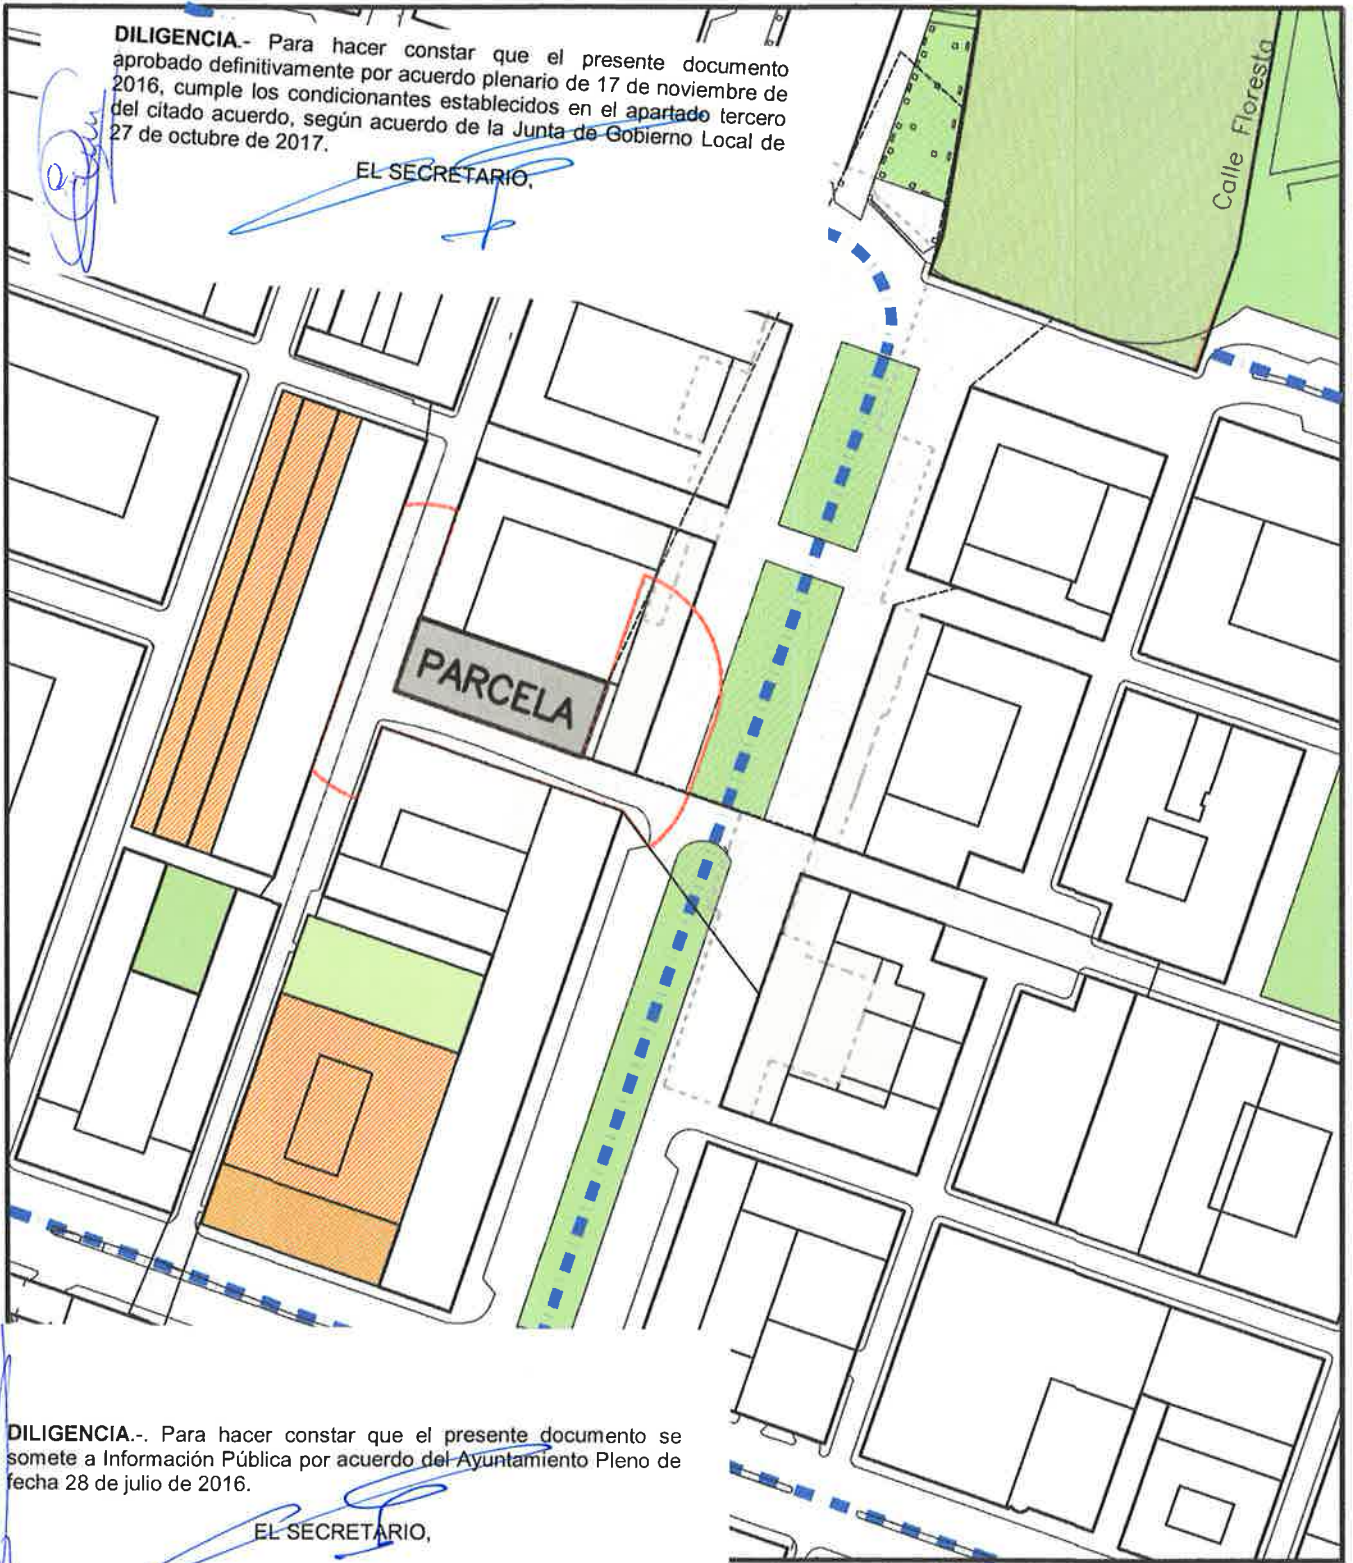 DILIGENCIA.- Para hacer constar que el presente documento
aprobado definitivamente por acuerdo plenario de 17 de noviembre de
2016, cumple los condicionantes establecidos en el apartado tercero
del citado acuerdo, según acuerdo de la Junta de Gobierno Local de
27 de octubre de 2017.
EL SECRETARIO,
Calle Floresta
PARCELA
DILIGENCIA.-. Para hacer constar que el presente documento se
somete a Información Pública por acuerdo del Ayuntamiento Pleno de
fecha 28 de julio de 2016.
EL SECRETARIO,